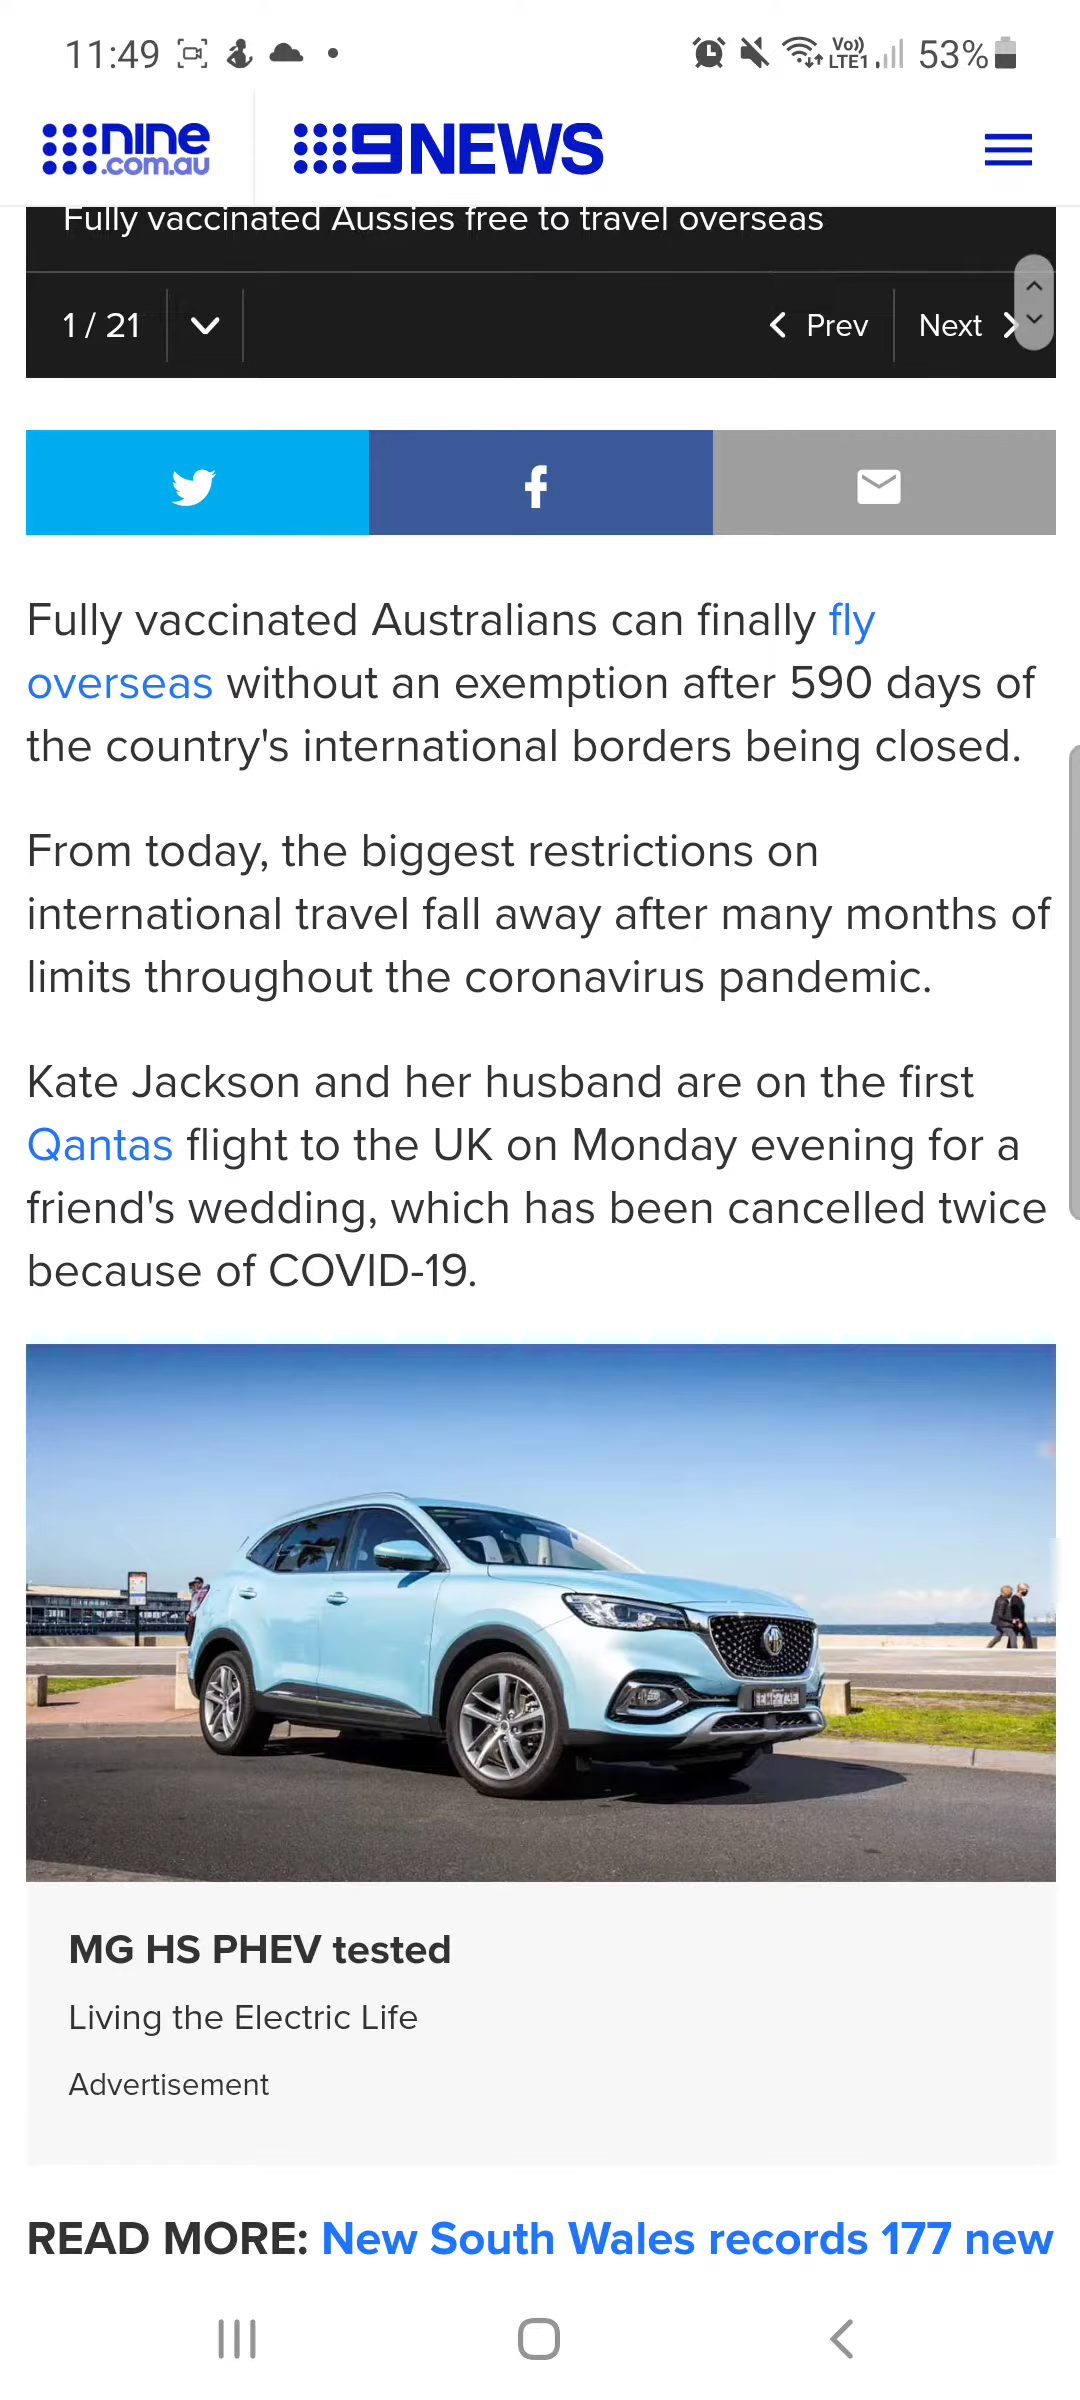 11:49
Vo)) LTE1
53%
nine .com.au
9NEWS
Fully vaccinated Aussies free to travel overseas
1 / 21
Prev
Next
Fully vaccinated Australians can finally fly
overseas without an exemption after 590 days of
the country's international borders being closed.
From today, the biggest restrictions on
international travel fall away after many months of
limits throughout the coronavirus pandemic.
Kate Jackson and her husband are on the first
Qantas flight to the UK on Monday evening for a
friend's wedding, which has been cancelled twice
because of COVID-19.
MG HS PHEV tested
Living the Electric Life
Advertisement
READ MORE: New South Wales records 177 new